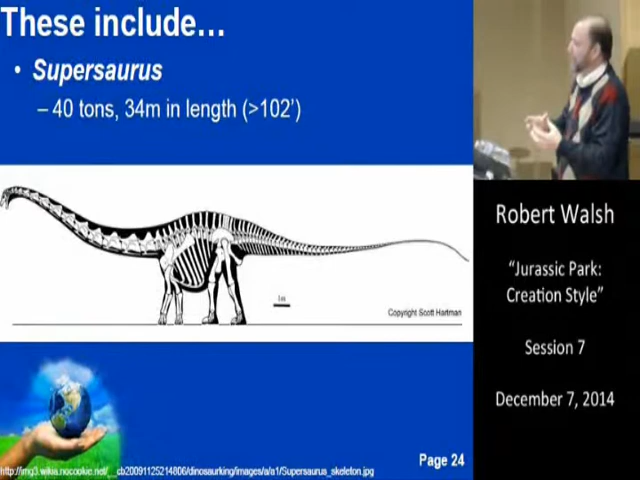 These include…
• Supersaurus
– 40 tons, 34m in length (>102’)
Copyright Scott Hartman
Robert Walsh
“Jurassic Park:
Creation Style”
Session 7
December 7, 2014
Page 24
http://img3.wikia.nocookie.net/__cb20091125214806/dinosaurking/images/a/a1/Supersaurus_skeleton.jpg